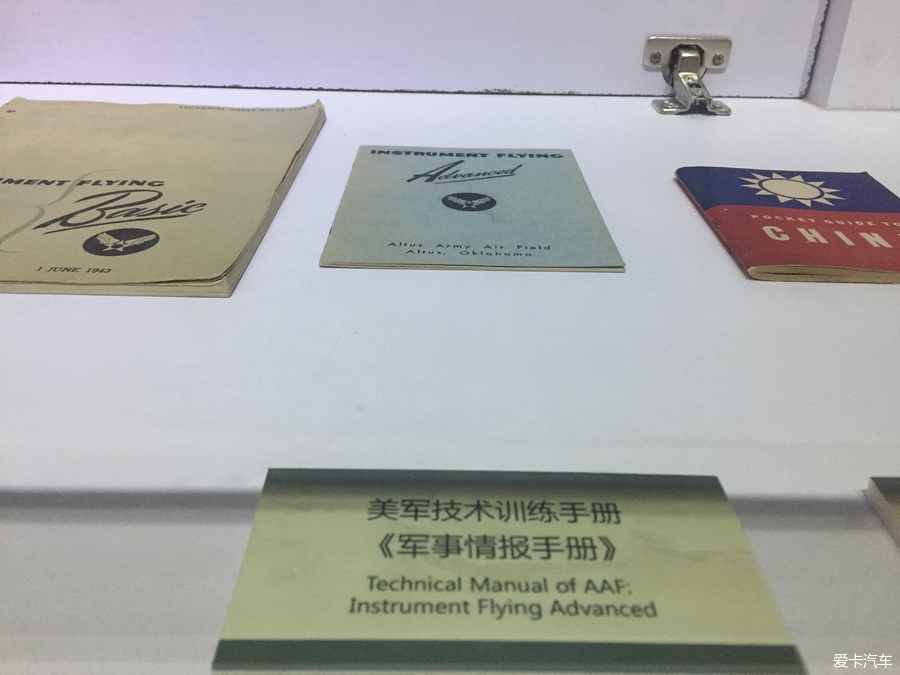 MENT FLYING
Basic
1 JUNE 1943
INSTRUMENT FLYING
Advanced
Altus Army Air Field
Altus, Oklahoma
POCKET GUIDE TO
CHIN
美军技术训练手册
《军事情报手册》
Technical Manual of AAF:
Instrument Flying Advanced
爱卡汽车